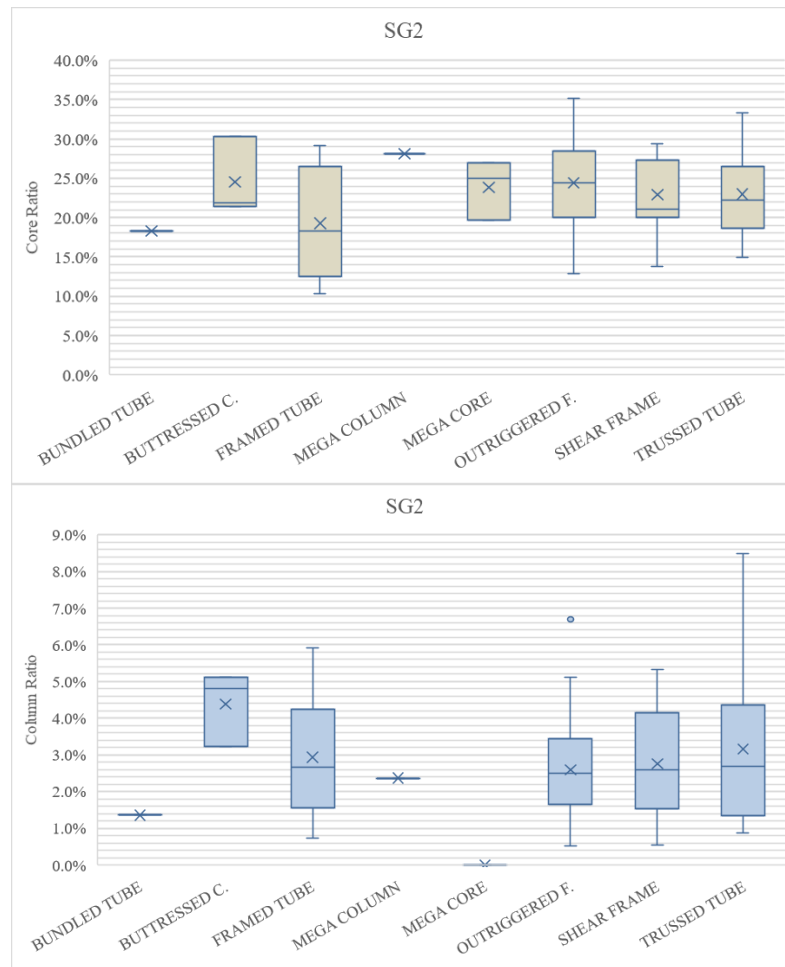 SG2
40.0%
35.0%
30.0%
25.0%
20.0%
15.0%
10.0%
5.0%
0.0%
Core Ratio
BUNDLED TUBE
BUTTRESSED C.
FRAMED TUBE
MEGA COLUMN
MEGA CORE
OUTRIGGERED F.
SHEAR FRAME
TRUSSED TUBE
SG2
9.0%
8.0%
7.0%
6.0%
5.0%
4.0%
3.0%
2.0%
1.0%
0.0%
Column Ratio
BUNDLED TUBE
BUTTRESSED C.
FRAMED TUBE
MEGA COLUMN
MEGA CORE
OUTRIGGERED F.
SHEAR FRAME
TRUSSED TUBE